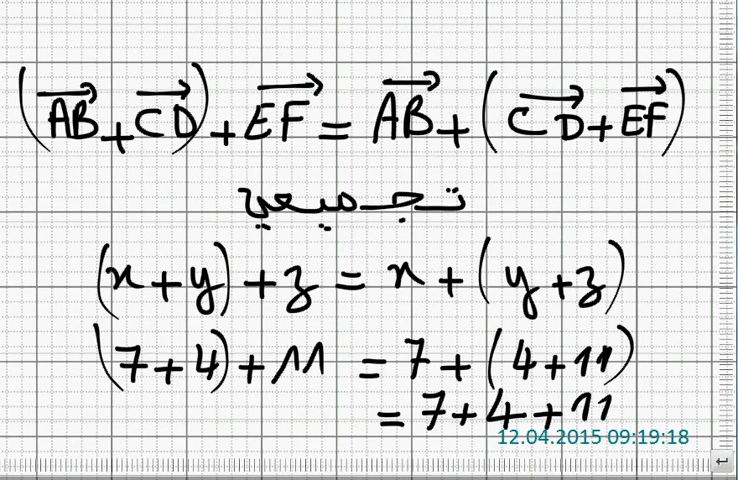 (AB⃗ + CD⃗) + EF⃗ = AB⃗ + (CD⃗ + EF⃗)
تجميعي
(x + y) + z = x + (y + z)
(7 + 4) + 11 = 7 + (4 + 11)
= 7 + 4 + 11
12.04.2015 09:19:18